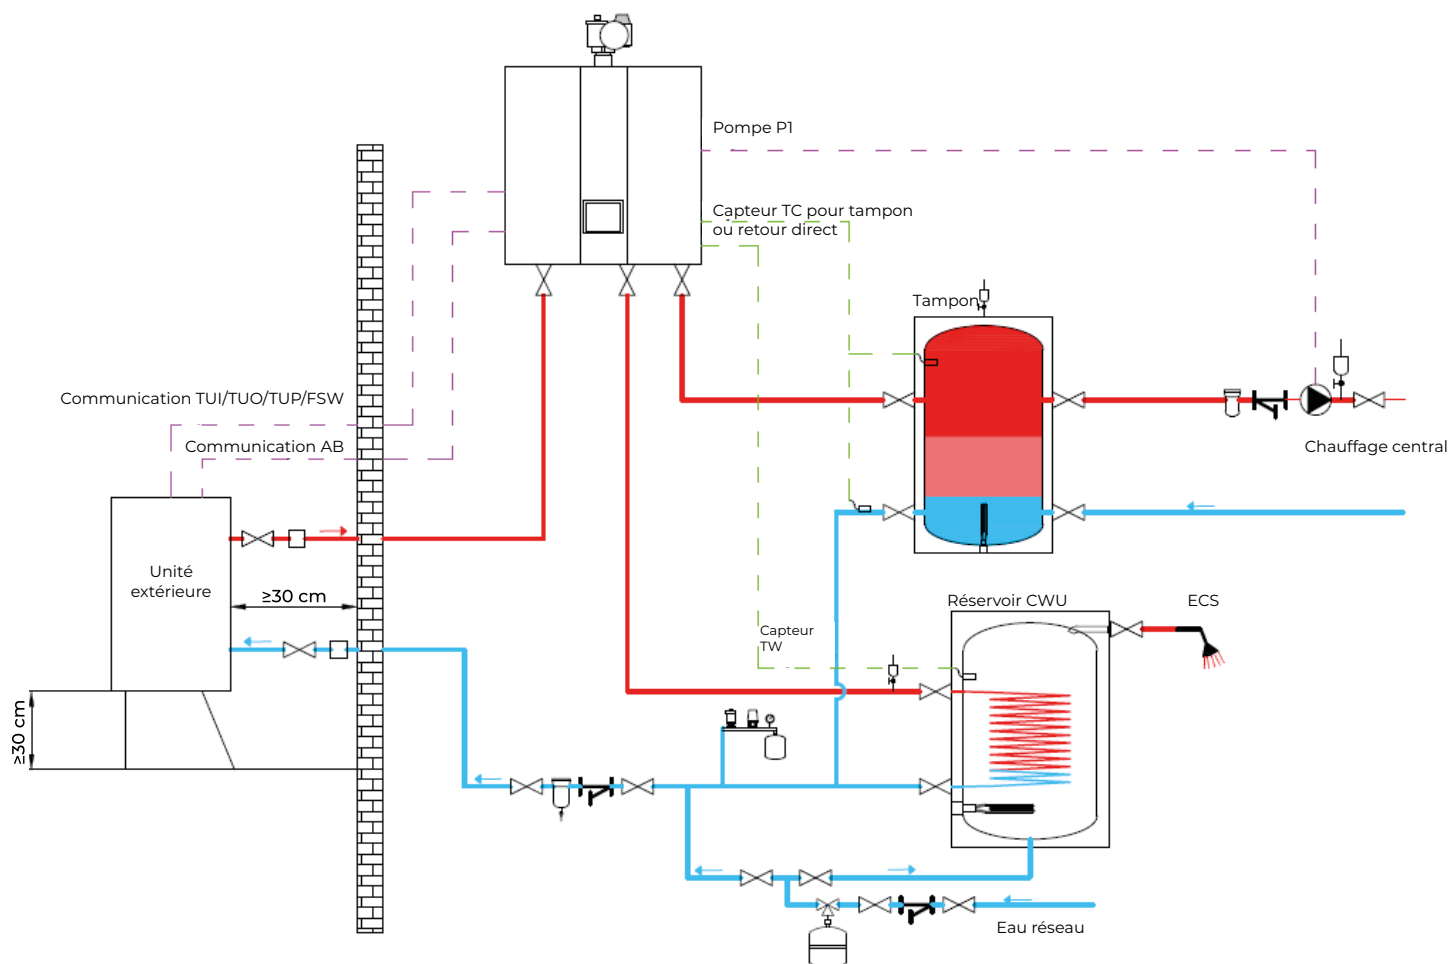 Pompe P1
Capteur TC pour tampon
ou retour direct
Tampon
Communication TUI/TUO/TUP/FSW
Communication AB
Chauffage central
Unité
extérieure
≥30 cm
≥30 cm
Réservoir CWU
ECS
Capteur
TW
Eau réseau